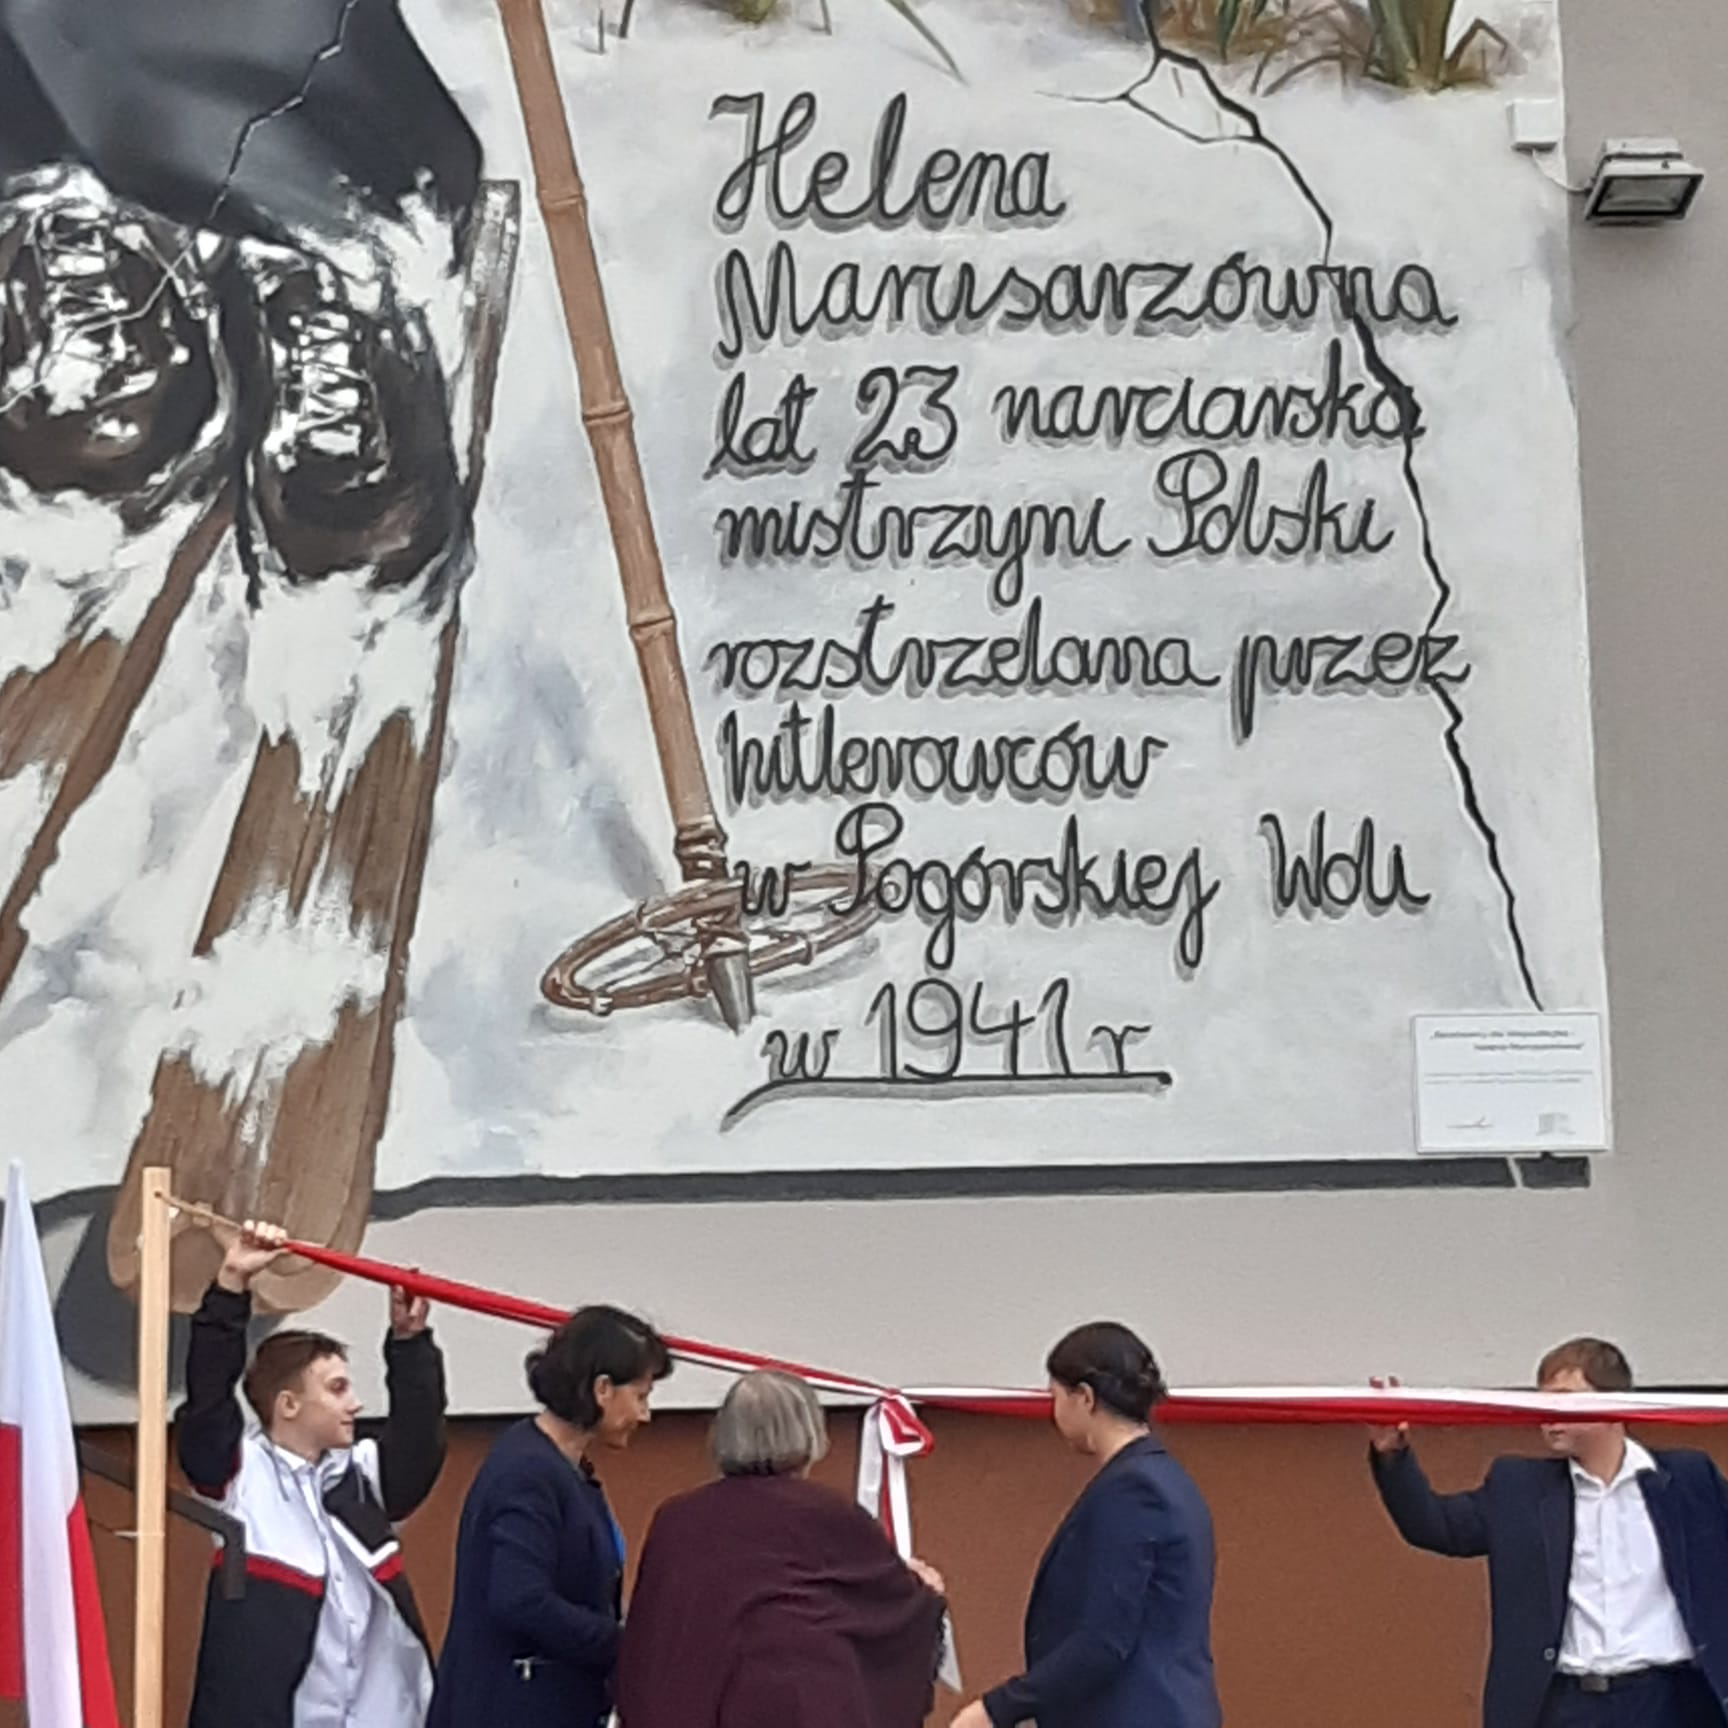 Helena
Marusarzówna
lat 23 narciarska
mistrzyni Polski
rozstrzelana przez
hitlerowców
w Pogórskiej Woli
w 1941 r